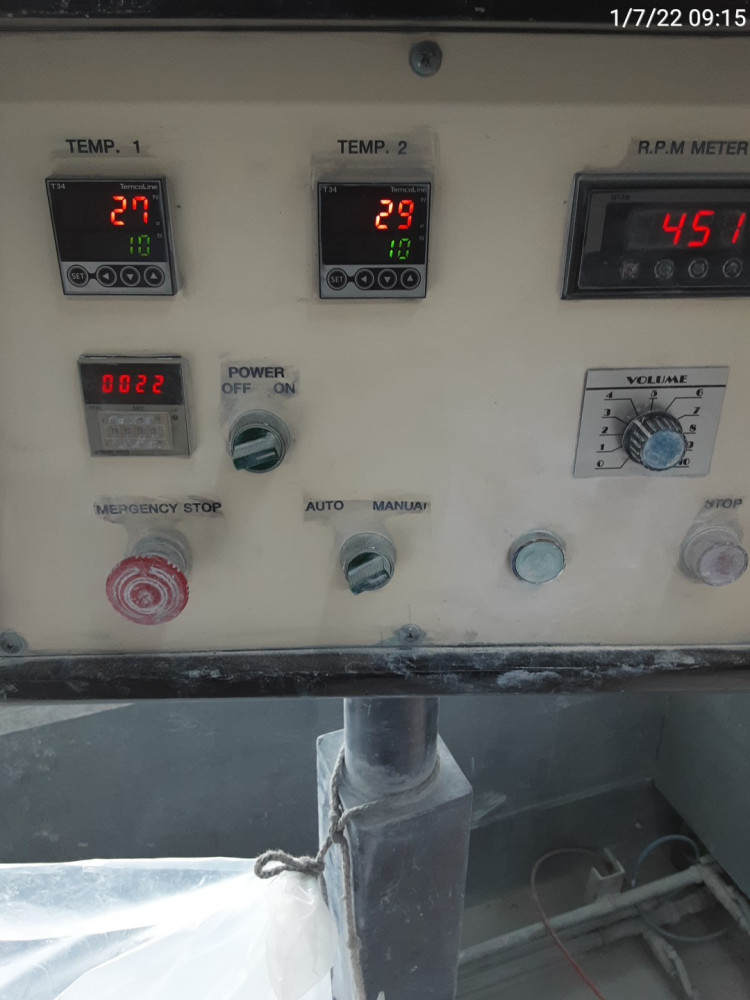 1/7/22 09:15
TEMP. 1
TEMP. 2
R.P.M METER
T34 TemcoLine
T34 TemcoLine
27
29
451
10
10
SET
SET
0022
POWER
OFF ON
VOLUME
4 5 6
3 7
2 8
1 9
0 10
MERGENCY STOP
AUTO MANUAL
STOP